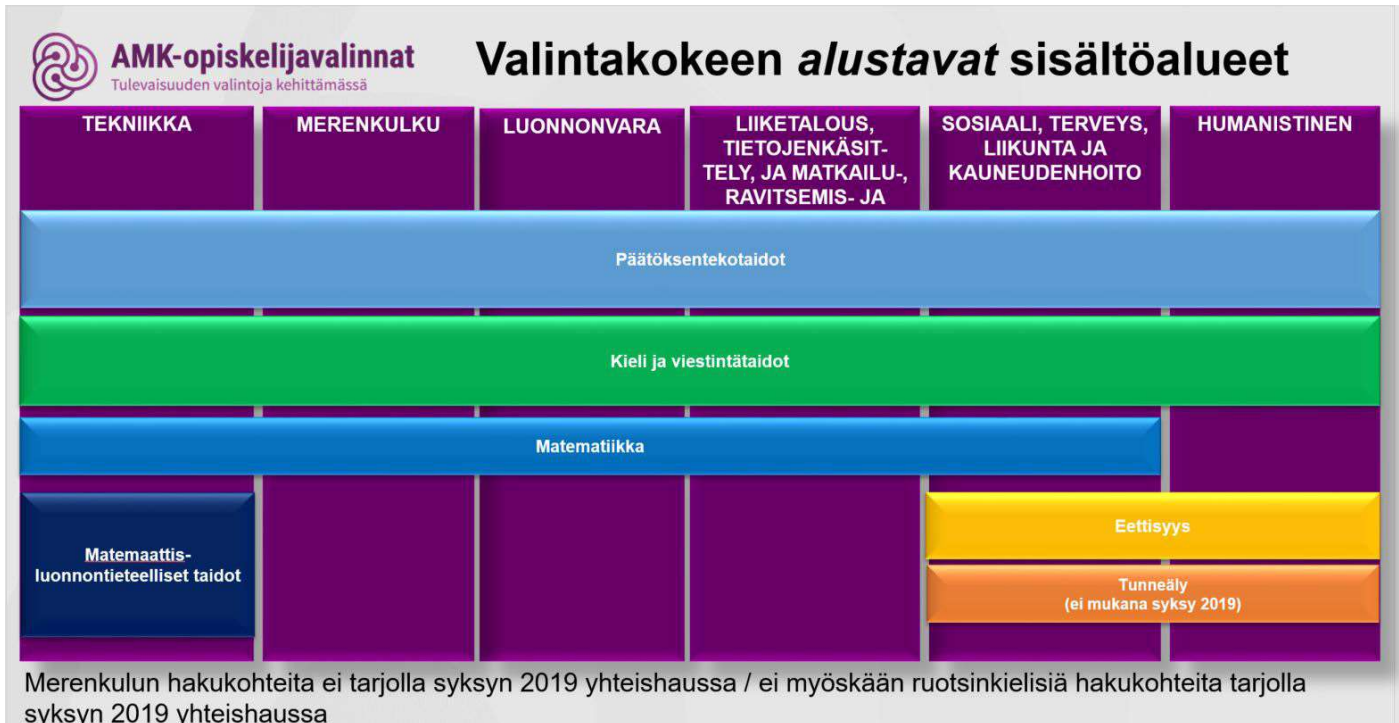 AMK-opiskelijavalinnat
Tulevaisuuden valintoja kehittämässä
Valintakokeen alustavat sisältöalueet
TEKNIIKKA
MERENKULKU
LUONNONVARA
LIIKETALOUS,
TIETOJENKÄSIT-
TELY, JA MATKAILU-,
RAVITSEMIS- JA
SOSIAALI, TERVEYS,
LIIKUNTA JA
KAUNEUDENHOITO
HUMANISTINEN
Päätöksentekotaidot
Kieli ja viestintätaidot
Matematiikka
Matemaattis-
luonnontieteelliset taidot
Eettisyys
Tunneäly
(ei mukana syksy 2019)
Merenkulun hakukohteita ei tarjolla syksyn 2019 yhteishaussa / ei myöskään ruotsinkielisiä hakukohteita tarjolla
syksyn 2019 yhteishaussa